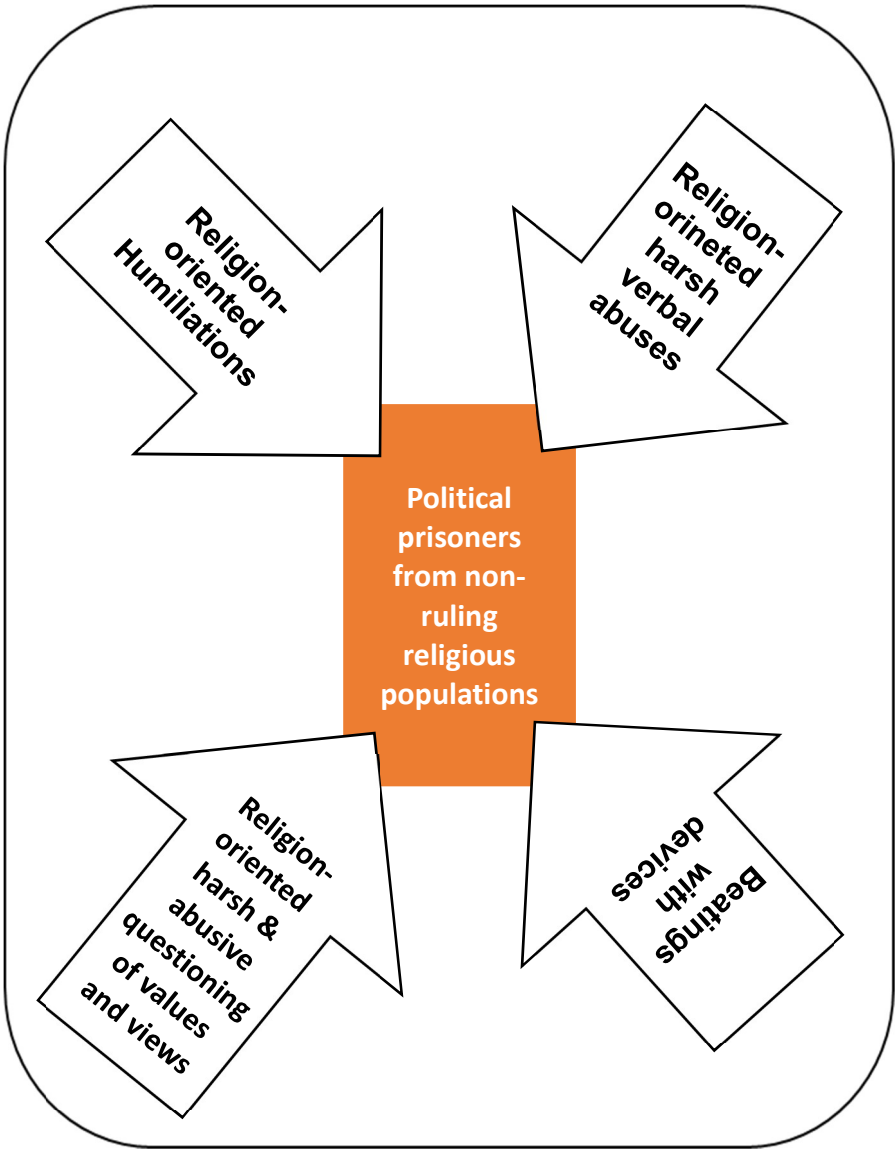 Religion-
oriented
Humiliations
Religion-
orineted
harsh
verbal
abuses
Political
prisoners
from non-
ruling
religious
populations
Religion-
oriented
harsh &
abusive
questioning
of values
and views
Beatings
with
devices